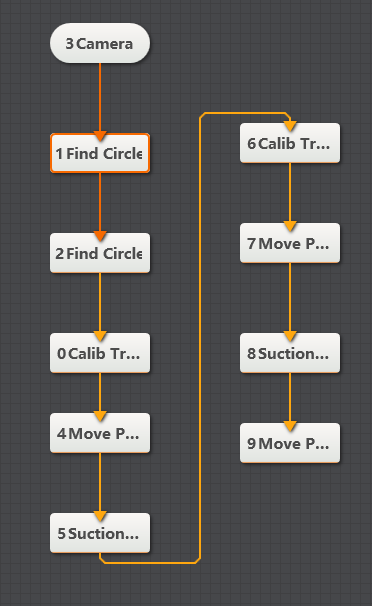 3 Camera
1 Find Circle
2 Find Circle
0 Calib Tr...
4 Move P...
5 Suction...
6 Calib Tr...
7 Move P...
8 Suction...
9 Move P...